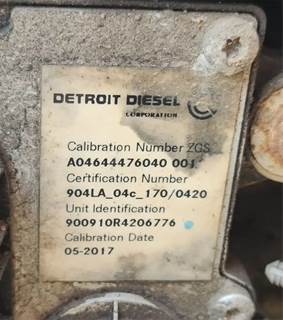 DETROIT DIESEL
CORPORATION
Calibration Number ZGS
A04644476040 001
Certification Number
904LA_04c_170/0420
Unit Identification
900910R4206776
Calibration Date
05-2017